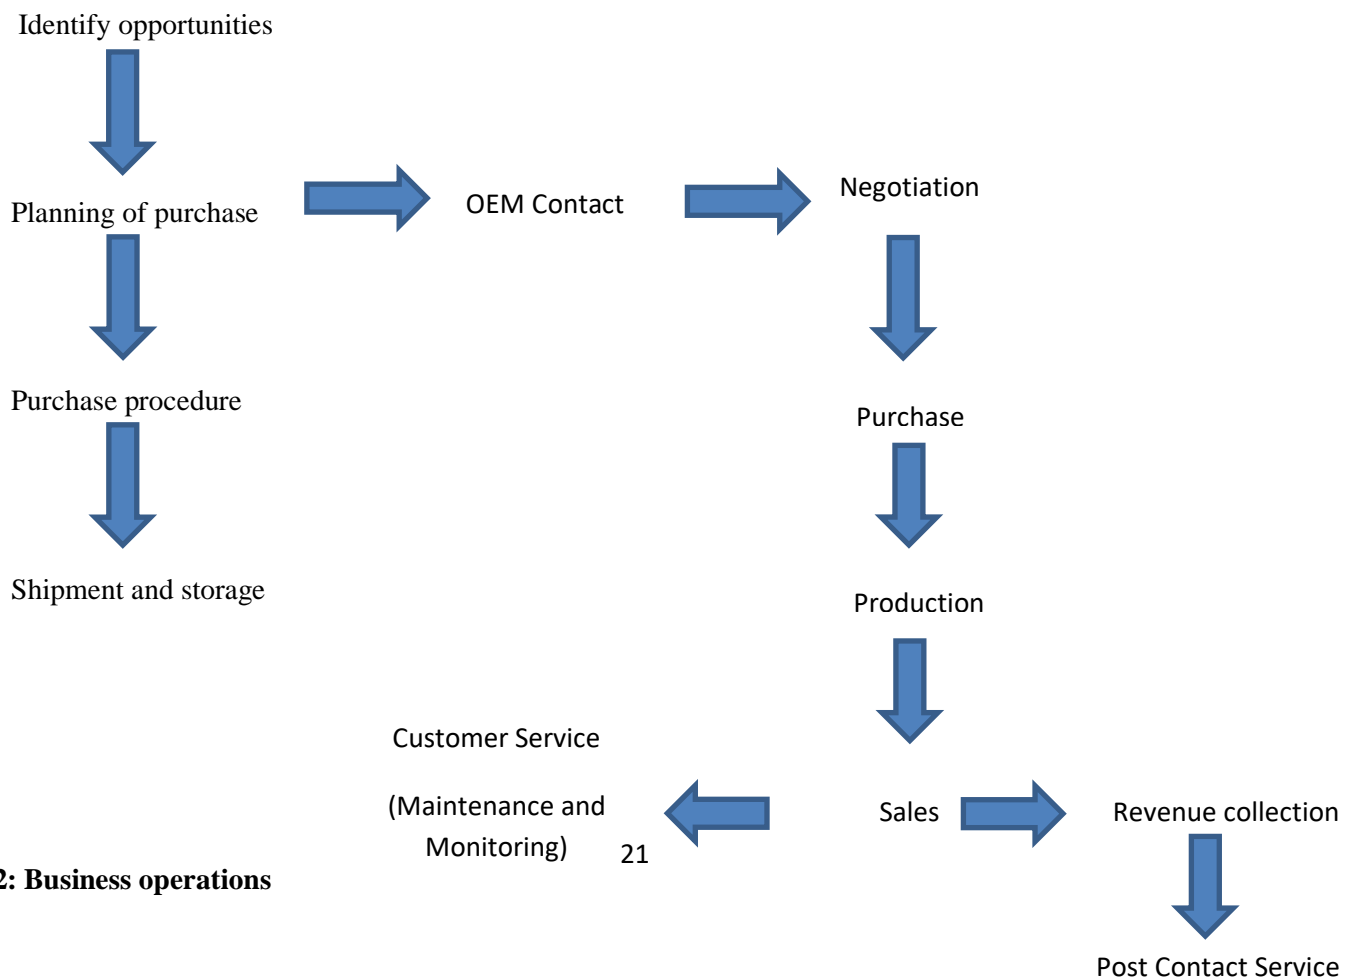 Identify opportunities
Planning of purchase
OEM Contact
Negotiation
Purchase procedure
Purchase
Shipment and storage
Production
Customer Service
(Maintenance and
Monitoring)
Sales
Revenue collection
21
2: Business operations
Post Contact Service